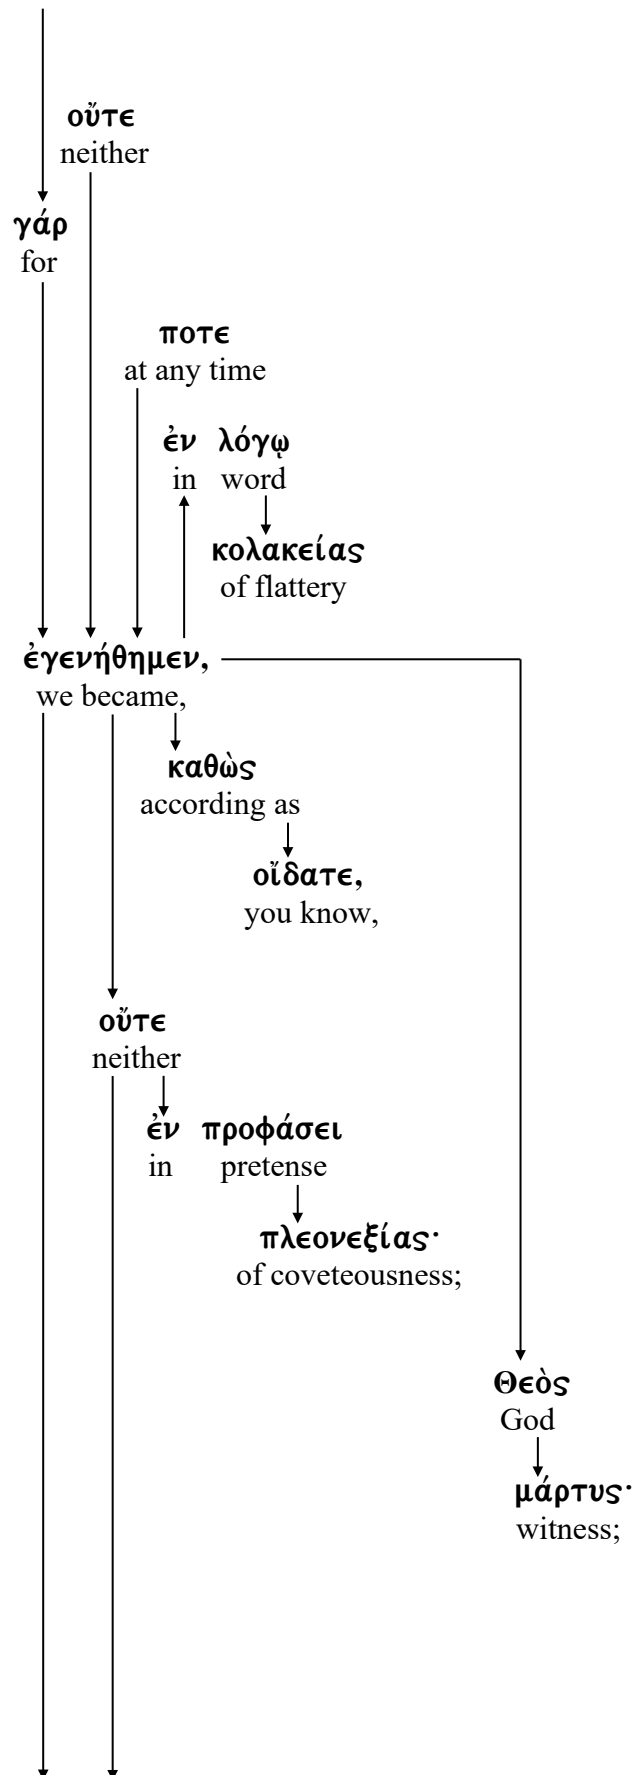 οὔτε
neither
γάρ
for
ποτε
at any time
ἐν λόγῳ
in word
κολακείας
of flattery
ἐγενήθημεν,
we became,
καθὼς
according as
οἴδατε,
you know,
οὔτε
neither
ἐν προφάσει
in pretense
πλεονεξίας·
of coveteousness;
Θεὸς
God
μάρτυς·
witness;